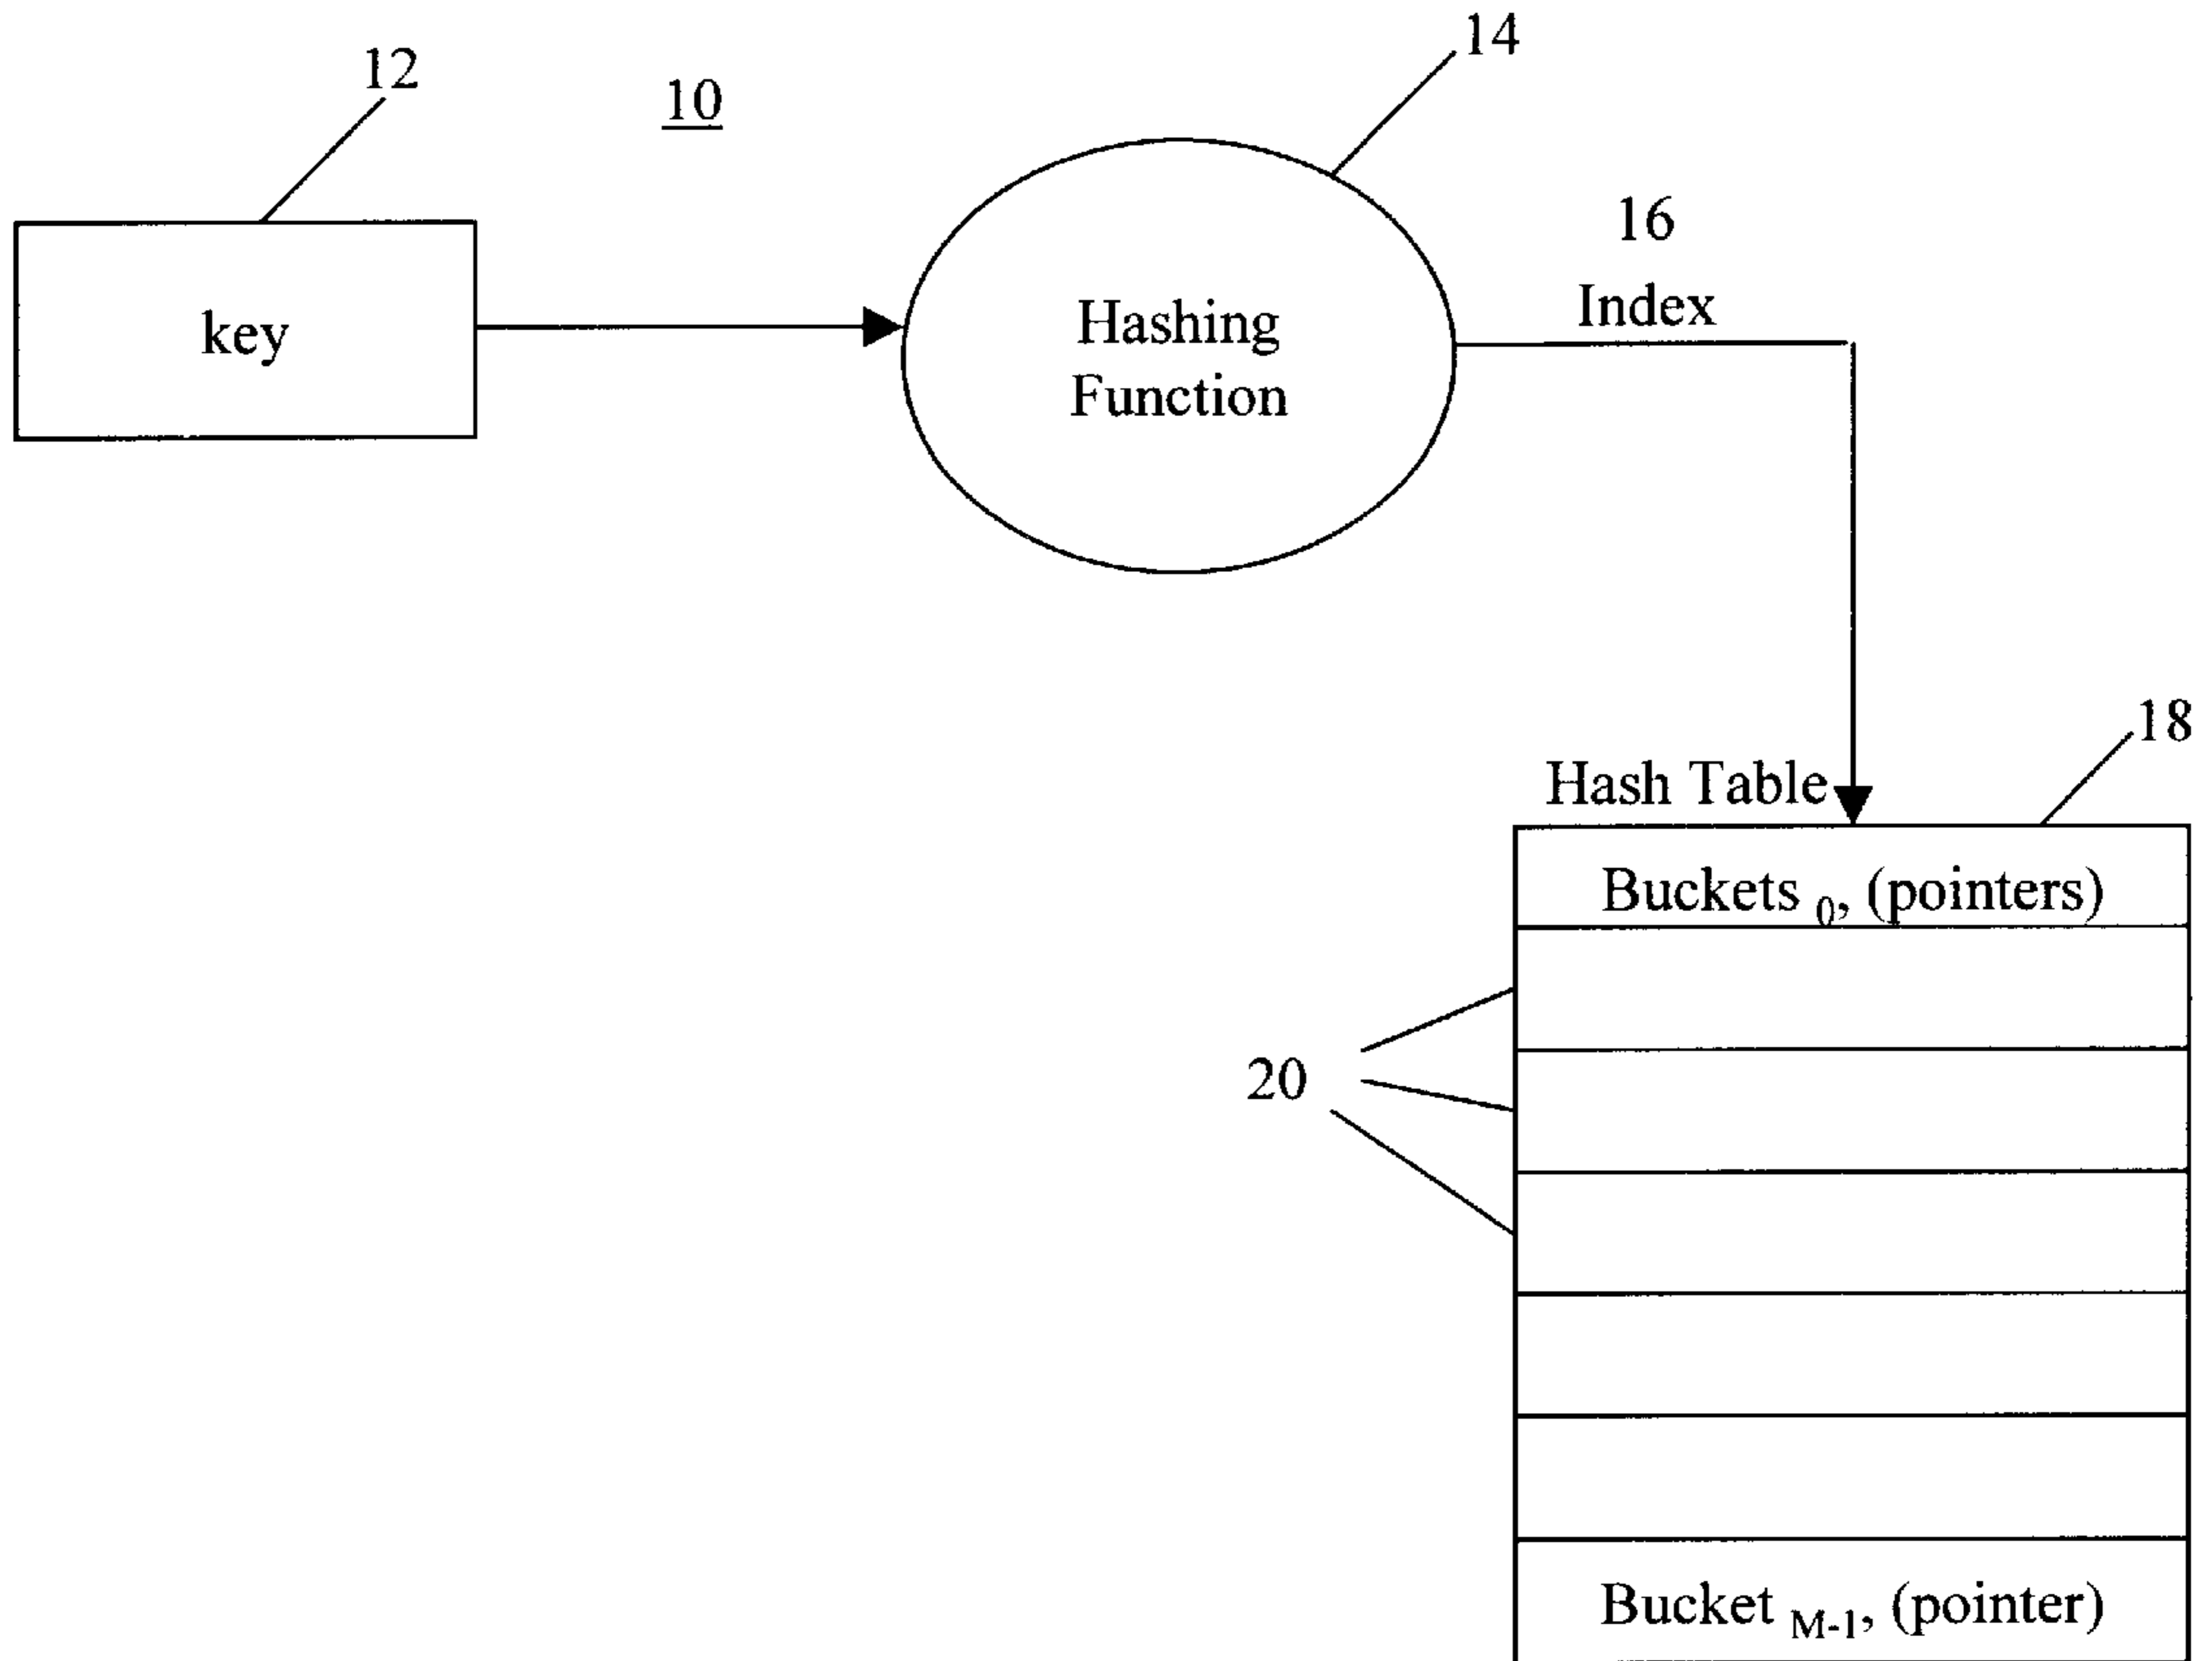 12
10
14
16
Index
key
Hashing
Function
18
Hash Table
Buckets 0, (pointers)
20
Bucket M-1, (pointer)